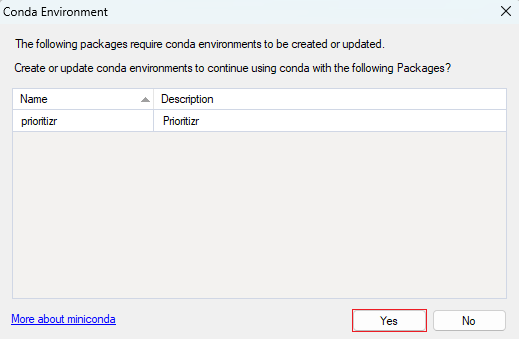 Conda Environment
The following packages require conda environments to be created or updated.
Create or update conda environments to continue using conda with the following Packages?
Name Description
prioritizr Prioritizr
More about miniconda
Yes No